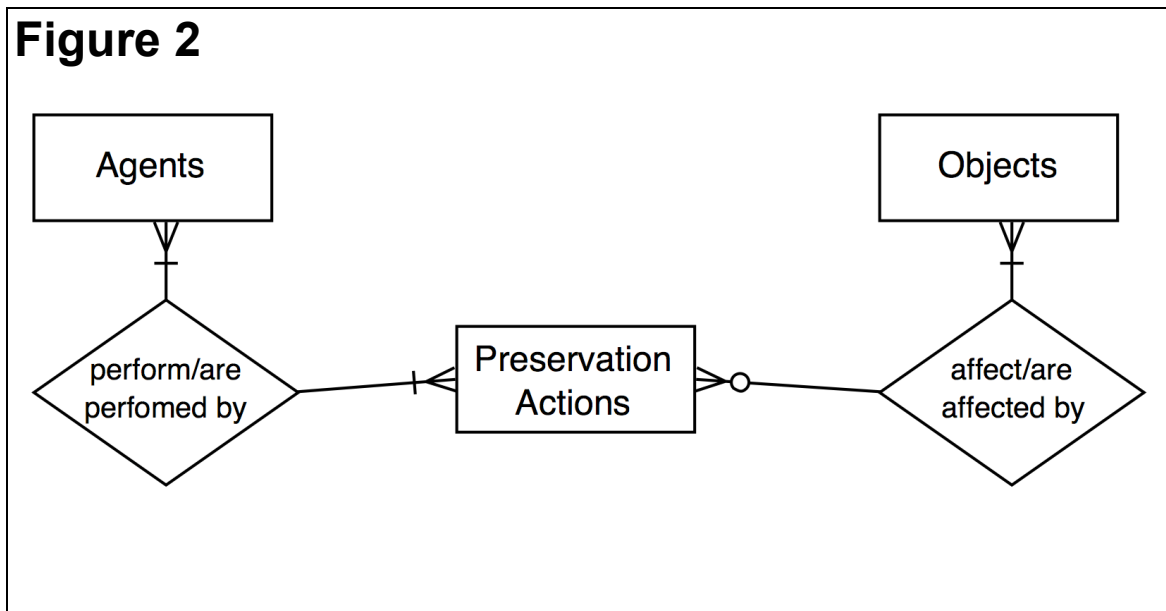 Figure 2
Agents
Objects
perform/are
perfomed by
Preservation
Actions
affect/are
affected by